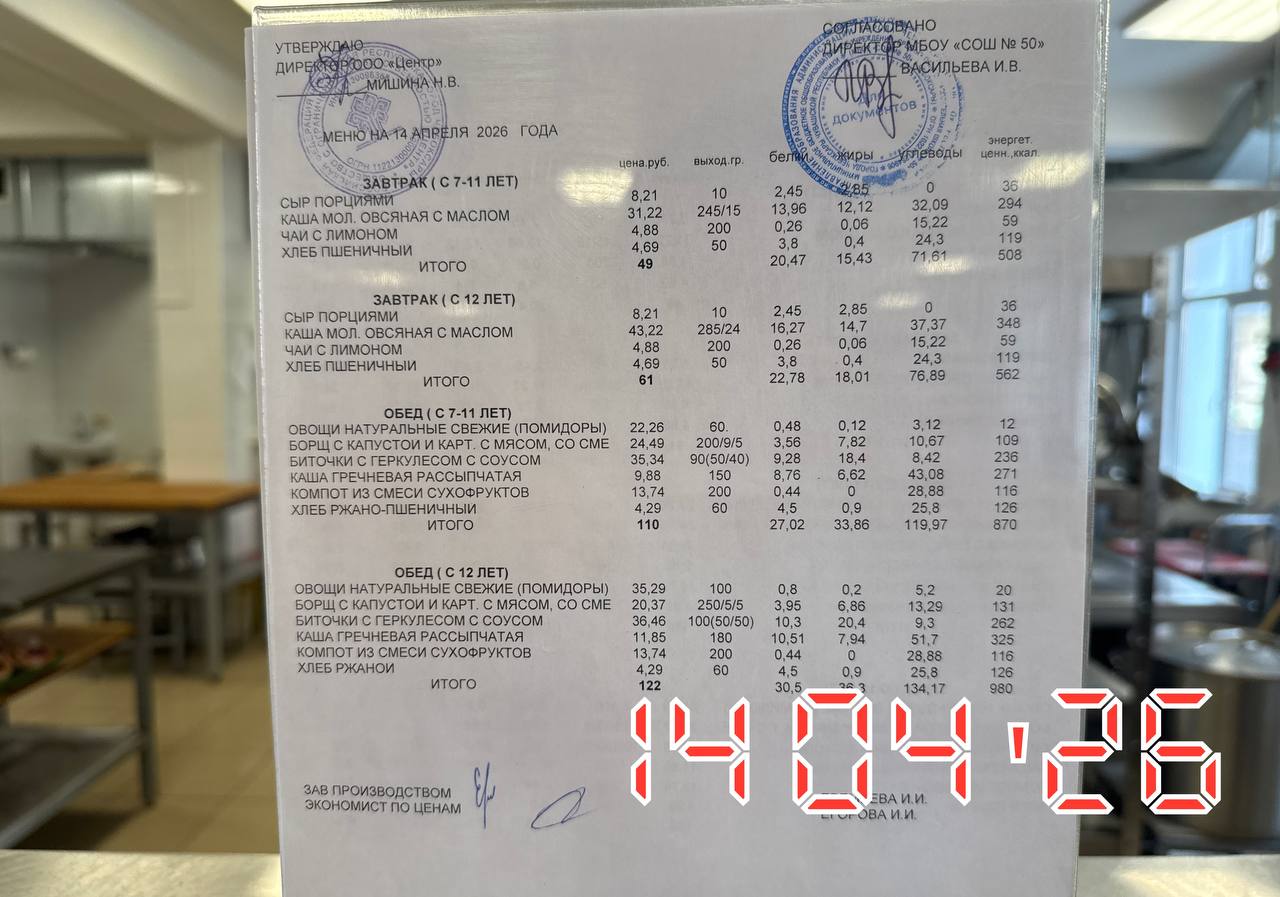 УТВЕРЖДАЮ
ДИРЕКТОР ООО «Центр»
МИШИНА Н.В.
СОГЛАСОВАНО
ДИРЕКТОР МБОУ «СОШ № 50»
ВАСИЛЬЕВА И.В.
для
документов
МЕНЮ НА 14 АПРЕЛЯ 2026 ГОДА
цена.руб. выход.гр. белки жиры углеводы энергет. ценн.,ккал.
ЗАВТРАК ( С 7-11 ЛЕТ)
СЫР ПОРЦИЯМИ 8,21 10 2,45 2,85 0 36
КАША МОЛ. ОВСЯНАЯ С МАСЛОМ 31,22 245/15 13,96 12,12 32,09 294
ЧАЙ С ЛИМОНОМ 4,88 200 0,26 0,06 15,22 59
ХЛЕБ ПШЕНИЧНЫЙ 4,69 50 3,8 0,4 24,3 119
ИТОГО 49 20,47 15,43 71,61 508
ЗАВТРАК ( С 12 ЛЕТ)
СЫР ПОРЦИЯМИ 8,21 10 2,45 2,85 0 36
КАША МОЛ. ОВСЯНАЯ С МАСЛОМ 43,22 285/24 16,27 14,7 37,37 348
ЧАЙ С ЛИМОНОМ 4,88 200 0,26 0,06 15,22 59
ХЛЕБ ПШЕНИЧНЫЙ 4,69 50 3,8 0,4 24,3 119
ИТОГО 61 22,78 18,01 76,89 562
ОБЕД ( С 7-11 ЛЕТ)
ОВОЩИ НАТУРАЛЬНЫЕ СВЕЖИЕ (ПОМИДОРЫ) 22,26 60. 0,48 0,12 3,12 12
БОРЩ С КАПУСТОЙ И КАРТ. С МЯСОМ, СО СМЕ 24,49 200/9/5 3,56 7,82 10,67 109
БИТОЧКИ С ГЕРКУЛЕСОМ С СОУСОМ 35,34 90(50/40) 9,28 18,4 8,42 236
КАША ГРЕЧНЕВАЯ РАССЫПЧАТАЯ 9,88 150 8,76 6,62 43,08 271
КОМПОТ ИЗ СМЕСИ СУХОФРУКТОВ 13,74 200 0,44 0 28,88 116
ХЛЕБ РЖАНО-ПШЕНИЧНЫЙ 4,29 60 4,5 0,9 25,8 126
ИТОГО 110 27,02 33,86 119,97 870
ОБЕД ( С 12 ЛЕТ)
ОВОЩИ НАТУРАЛЬНЫЕ СВЕЖИЕ (ПОМИДОРЫ) 35,29 100 0,8 0,2 5,2 20
БОРЩ С КАПУСТОЙ И КАРТ. С МЯСОМ, СО СМЕ 20,37 250/5/5 3,95 6,86 13,29 131
БИТОЧКИ С ГЕРКУЛЕСОМ С СОУСОМ 36,46 100(50/50) 10,3 20,4 9,3 262
КАША ГРЕЧНЕВАЯ РАССЫПЧАТАЯ 11,85 180 10,51 7,94 51,7 325
КОМПОТ ИЗ СМЕСИ СУХОФРУКТОВ 13,74 200 0,44 0 28,88 116
ХЛЕБ РЖАНОЙ 4,29 60 4,5 0,9 25,8 126
ИТОГО 122 30,5 36,3 134,17 980
14 04 '26
ЗАВ ПРОИЗВОДСТВОМ И.И.
ЭКОНОМИСТ ПО ЦЕНАМ ЕГОРОВА И.И.